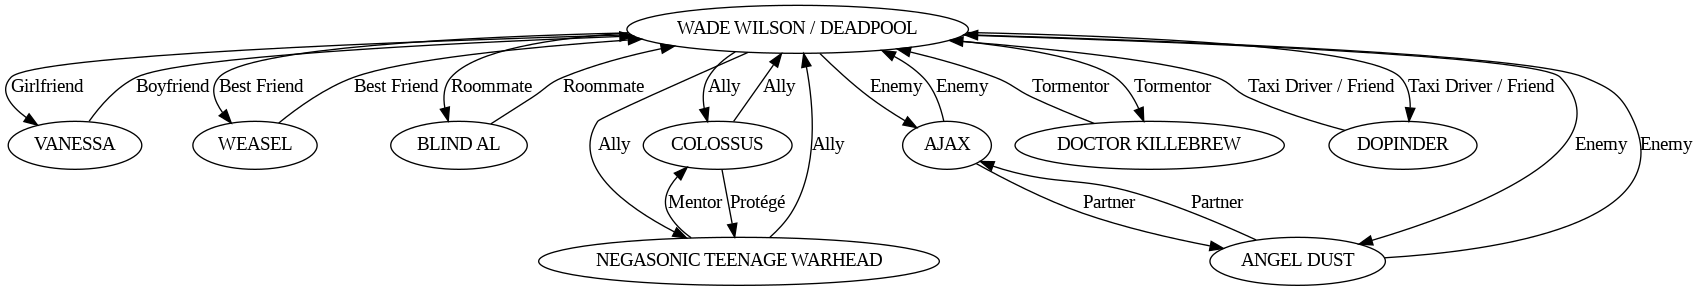 WADE WILSON / DEADPOOL
Girlfriend
Boyfriend
Best Friend
Best Friend
Roommate
Roommate
Ally
Ally
Enemy
Enemy
Tormentor
Tormentor
Taxi Driver / Friend
Taxi Driver / Friend
VANESSA
WEASEL
BLIND AL
Ally
COLOSSUS
Ally
AJAX
DOCTOR KILLEBREW
DOPINDER
Enemy
Enemy
Mentor
Protégé
Partner
Partner
NEGASONIC TEENAGE WARHEAD
ANGEL DUST